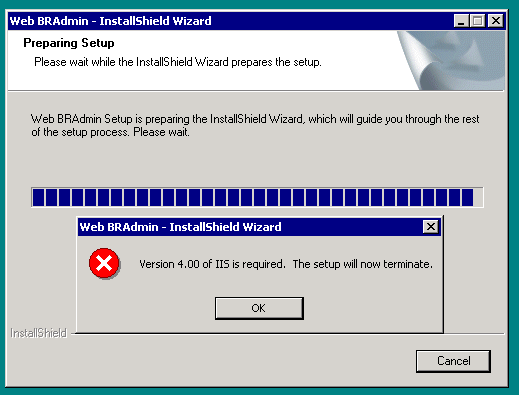 Web BRAdmin - InstallShield Wizard
Preparing Setup
Please wait while the InstallShield Wizard prepares the setup.
Web BRAdmin Setup is preparing the InstallShield Wizard, which will guide you through the rest
of the setup process. Please wait.
Web BRAdmin - InstallShield Wizard
Version 4.00 of IIS is required.  The setup will now terminate.
OK
InstallShield
Cancel